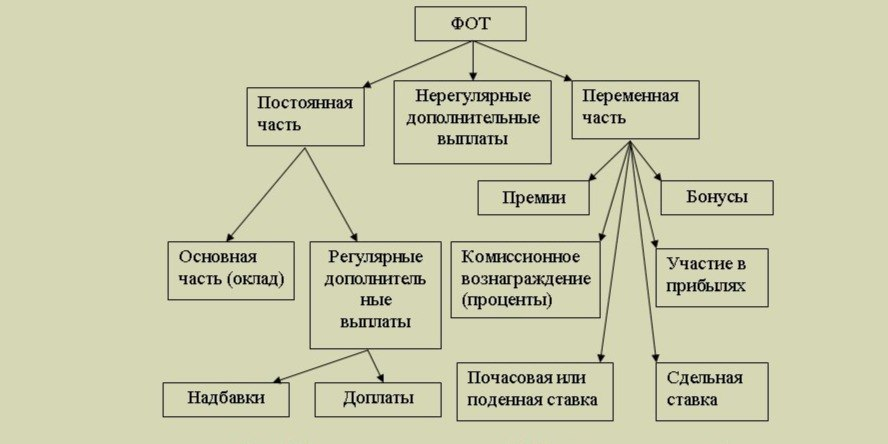 ФОТ
Постоянная
часть
Нерегулярные
дополнительные
выплаты
Переменная
часть
Премии
Бонусы
Основная
часть (оклад)
Регулярные
дополнитель
ные
выплаты
Комиссионное
вознаграждение
(проценты)
Участие в
прибылях
Надбавки
Доплаты
Почасовая или
поденная ставка
Сдельная
ставка